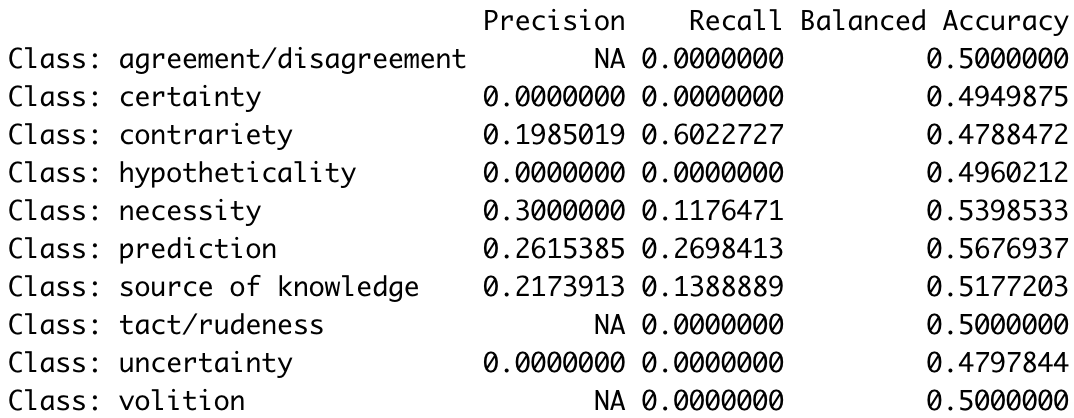 Precision Recall Balanced Accuracy
Class: agreement/disagreement NA 0.0000000 0.5000000
Class: certainty 0.0000000 0.0000000 0.4949875
Class: contrariety 0.1985019 0.6022727 0.4788472
Class: hypotheticality 0.0000000 0.0000000 0.4960212
Class: necessity 0.3000000 0.1176471 0.5398533
Class: prediction 0.2615385 0.2698413 0.5676937
Class: source of knowledge 0.2173913 0.1388889 0.5177203
Class: tact/rudeness NA 0.0000000 0.5000000
Class: uncertainty 0.0000000 0.0000000 0.4797844
Class: volition NA 0.0000000 0.5000000